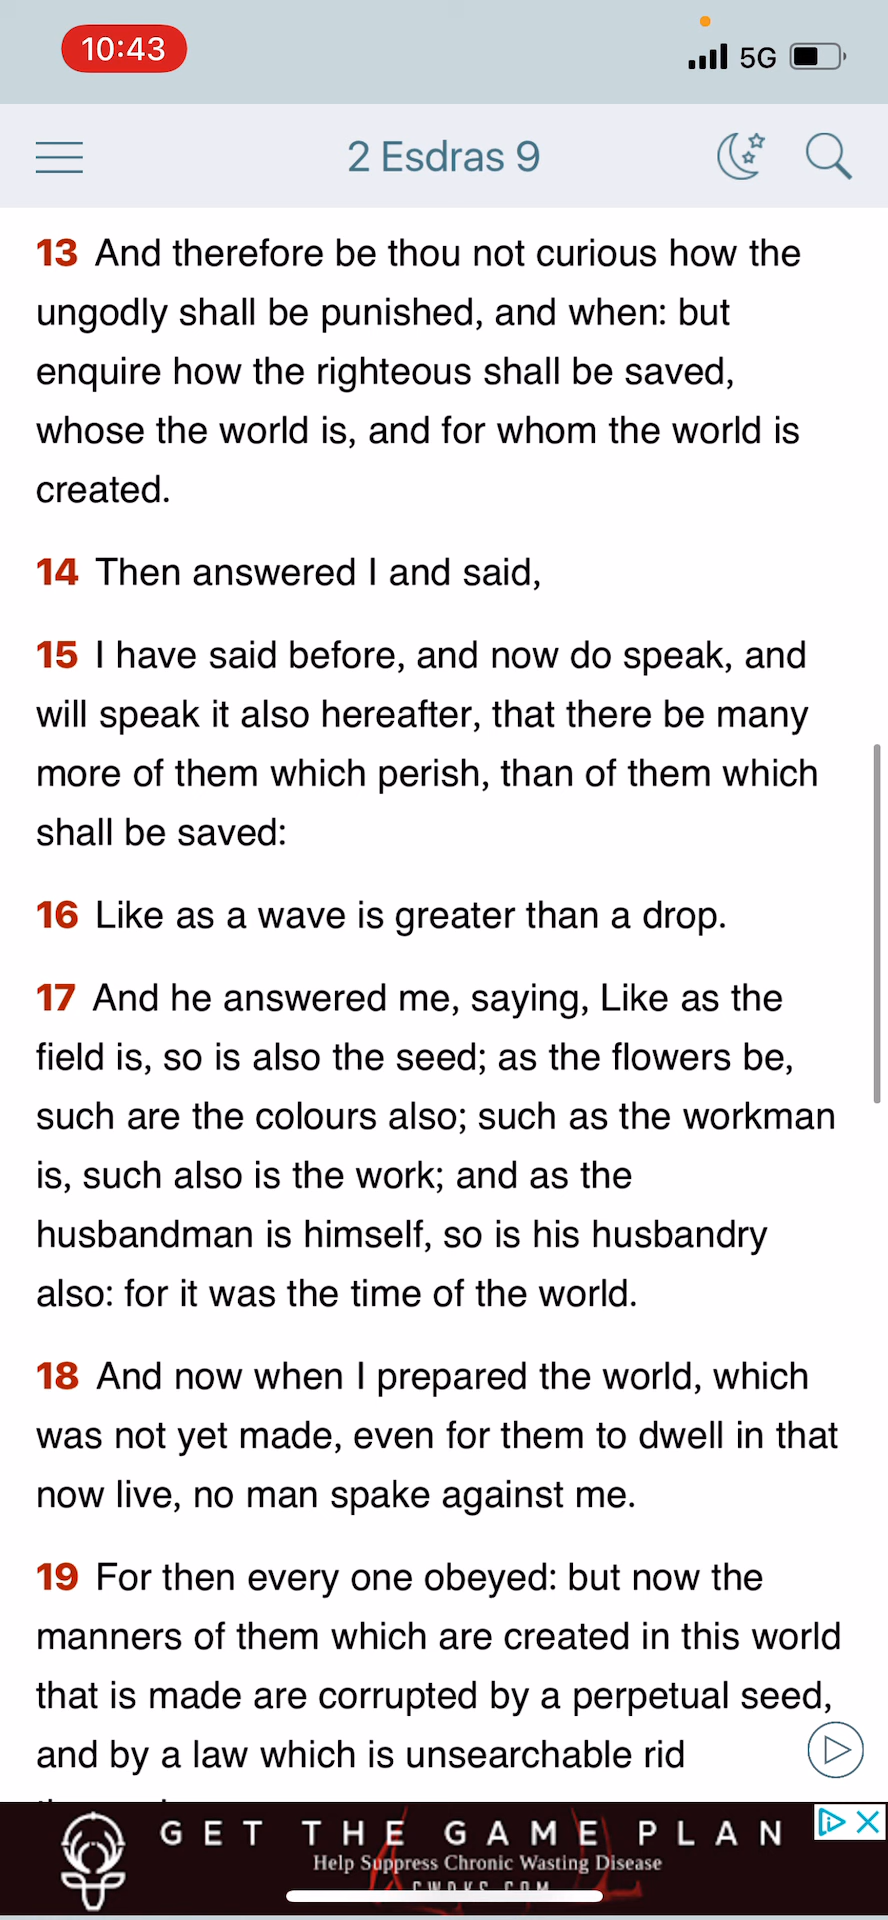 10:43
5G
2 Esdras 9
13 And therefore be thou not curious how the
ungodly shall be punished, and when: but
enquire how the righteous shall be saved,
whose the world is, and for whom the world is
created.
14 Then answered I and said,
15 I have said before, and now do speak, and
will speak it also hereafter, that there be many
more of them which perish, than of them which
shall be saved:
16 Like as a wave is greater than a drop.
17 And he answered me, saying, Like as the
field is, so is also the seed; as the flowers be,
such are the colours also; such as the workman
is, such also is the work; and as the
husbandman is himself, so is his husbandry
also: for it was the time of the world.
18 And now when I prepared the world, which
was not yet made, even for them to dwell in that
now live, no man spake against me.
19 For then every one obeyed: but now the
manners of them which are created in this world
that is made are corrupted by a perpetual seed,
and by a law which is unsearchable rid
GET THE GAME PLAN
Help Suppress Chronic Wasting Disease